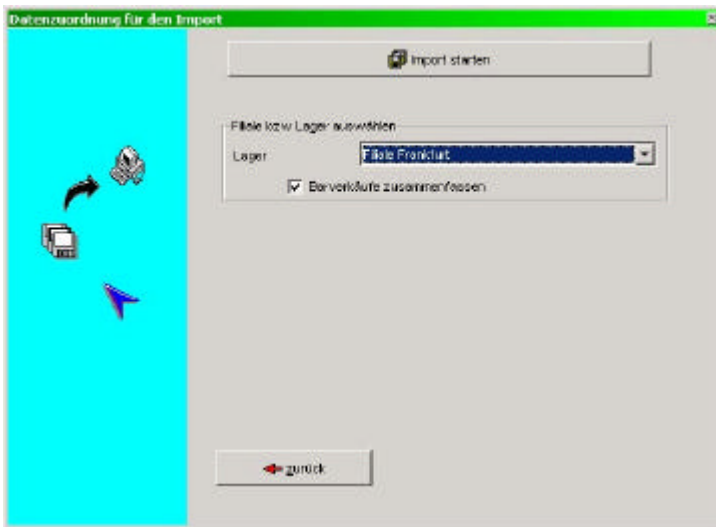 Datenzuordnung für den Import
Import starten
Filiale bzw Lager auswählen
Lager
Filiale Frankfurt
Barverkäufe zusammenfassen
zurück